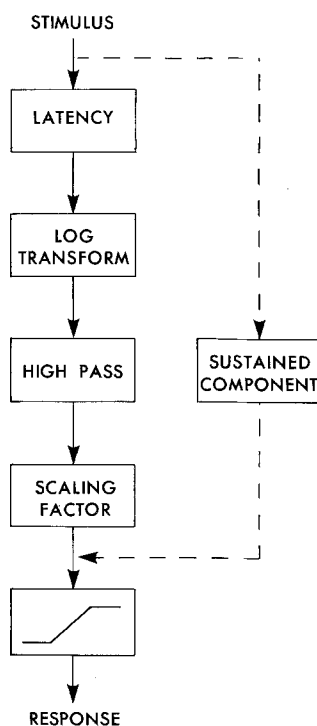 STIMULUS
LATENCY
LOG
TRANSFORM
HIGH PASS
SUSTAINED
COMPONENT
SCALING
FACTOR
RESPONSE